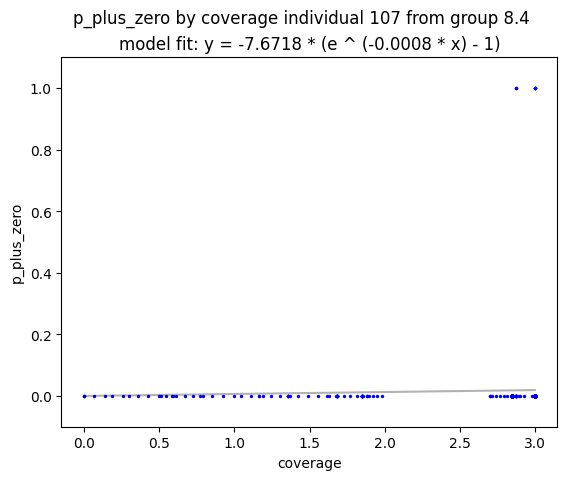 p_plus_zero by coverage individual 107 from group 8.4
model fit: y = -7.6718 * (e ^ (-0.0008 * x) - 1)
1.0
0.8
0.6
0.4
0.2
0.0
p_plus_zero
0.0 0.5 1.0 1.5 2.0 2.5 3.0
coverage